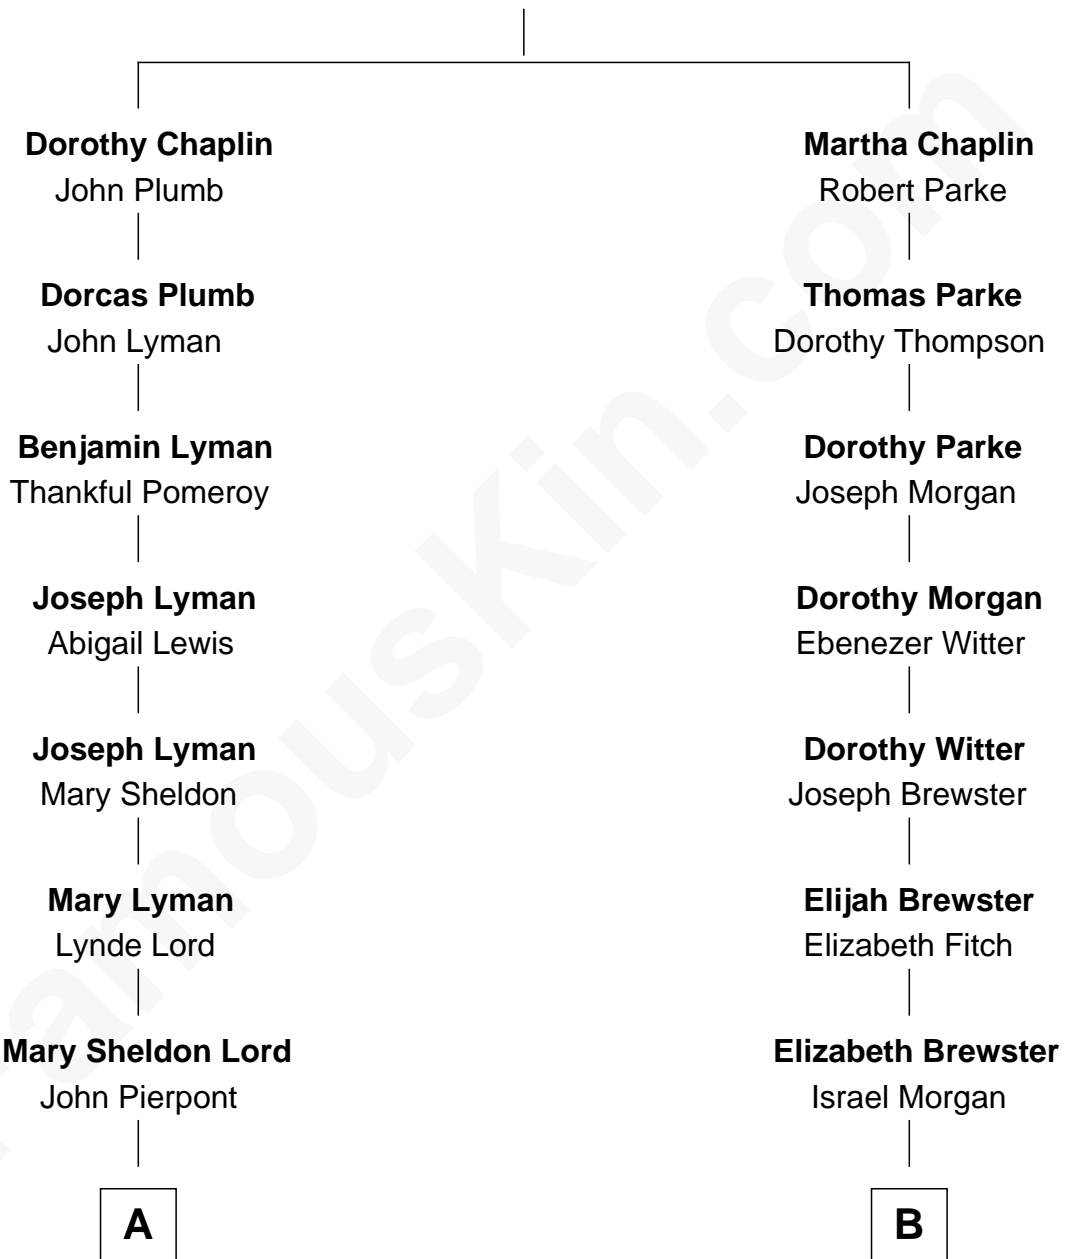 Dorothy Chaplin
John Plumb
Martha Chaplin
Robert Parke
Dorcas Plumb
John Lyman
Thomas Parke
Dorothy Thompson
Benjamin Lyman
Thankful Pomeroy
Dorothy Parke
Joseph Morgan
Joseph Lyman
Abigail Lewis
Dorothy Morgan
Ebenezer Witter
Joseph Lyman
Mary Sheldon
Dorothy Witter
Joseph Brewster
Mary Lyman
Lynde Lord
Elijah Brewster
Elizabeth Fitch
Mary Sheldon Lord
John Pierpont
Elizabeth Brewster
Israel Morgan
A
B
FamousKin.com